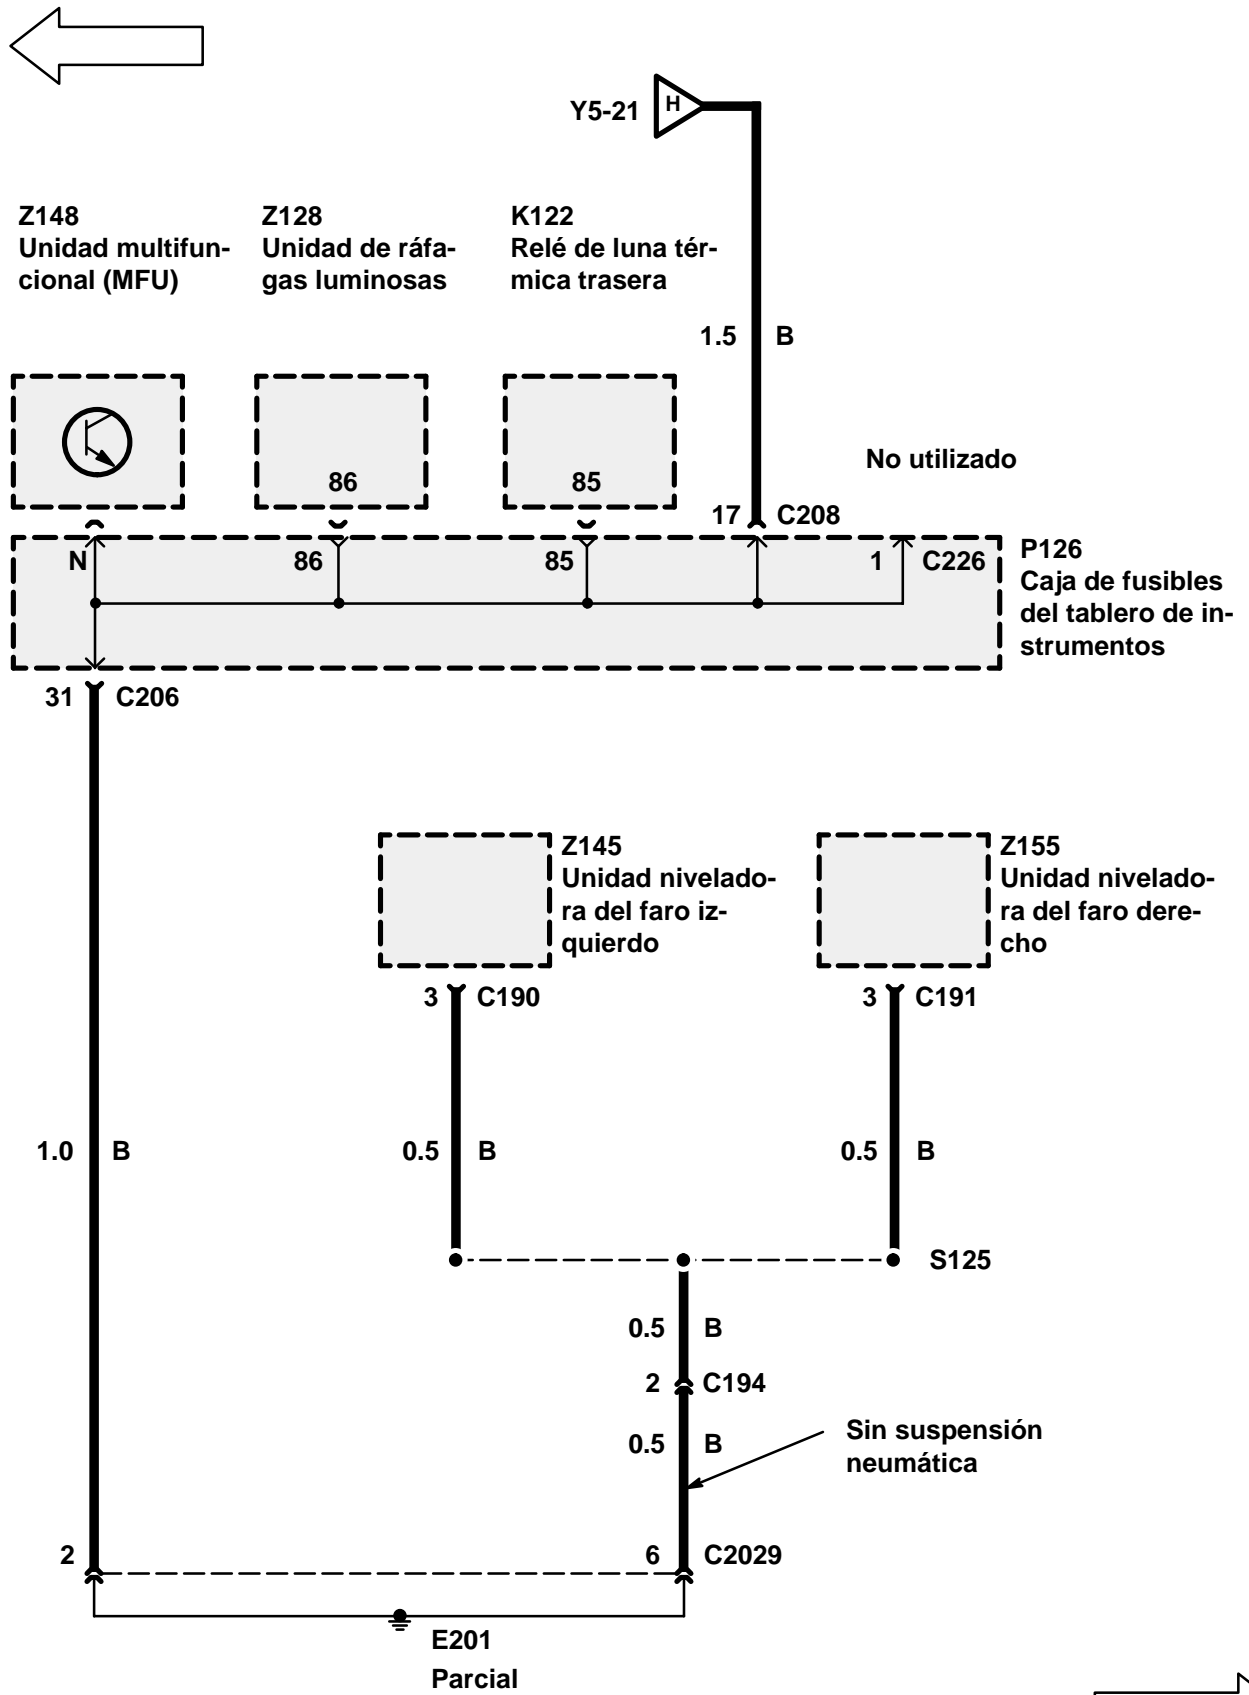 Y5-21
H
Z148
Unidad multifun-
cional (MFU)
Z128
Unidad de ráfa-
gas luminosas
K122
Relé de luna tér-
mica trasera
1.5 B
86
85
No utilizado
17 C208
N
86
85
1 C226
P126
Caja de fusibles
del tablero de in-
strumentos
31 C206
Z145
Unidad nivelado-
ra del faro iz-
quierdo
Z155
Unidad nivelado-
ra del faro dere-
cho
3 C190
3 C191
1.0 B
0.5 B
0.5 B
S125
0.5 B
2 C194
0.5 B
Sin suspensión
neumática
2
6 C2029
E201
Parcial